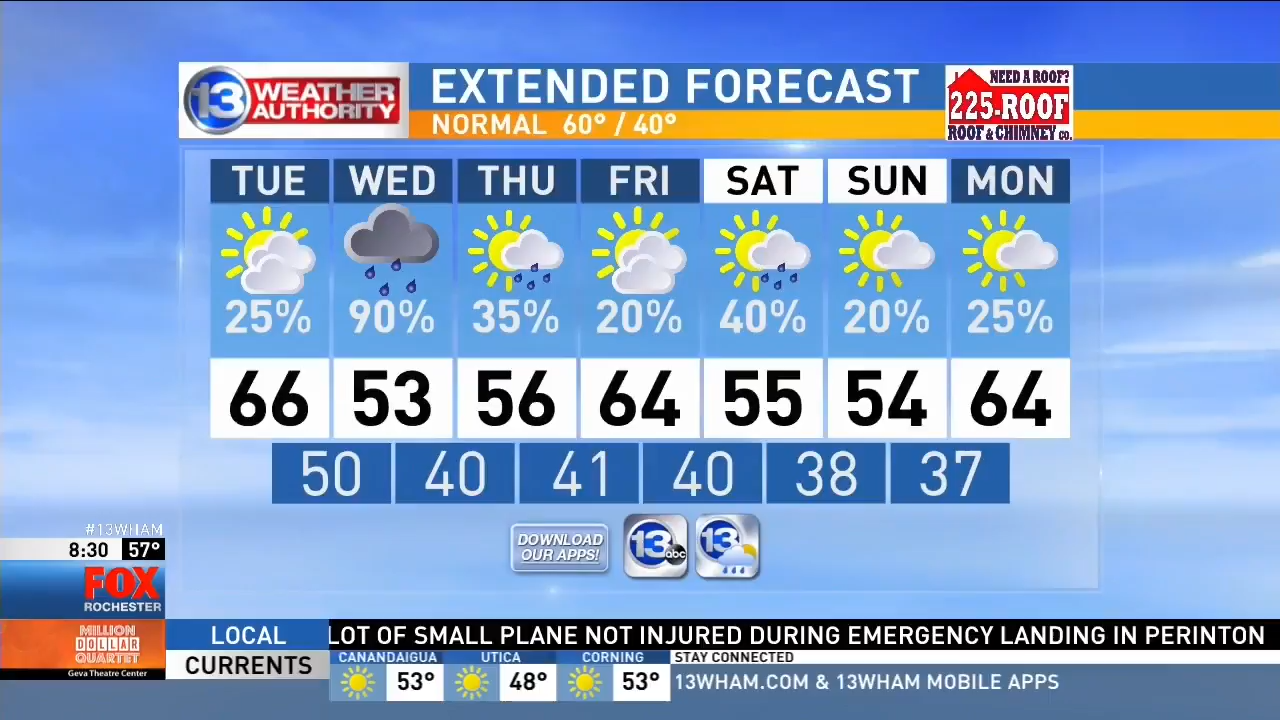 13 WEATHER AUTHORITY
EXTENDED FORECAST
NORMAL 60° / 40°
NEED A ROOF?
225-ROOF
ROOF & CHIMNEY CO.
TUE WED THU FRI SAT SUN MON
25% 90% 35% 20% 40% 20% 25%
66 53 56 64 55 54 64
50 40 41 40 38 37
DOWNLOAD
OUR APPS!
13 abc
13
#13WHAM
8:30 57°
FOX
ROCHESTER
MILLION
DOLLAR
QUARTET
Geva Theatre Center
LOCAL
LOT OF SMALL PLANE NOT INJURED DURING EMERGENCY LANDING IN PERINTON
CURRENTS
CANANDAIGUA UTICA CORNING STAY CONNECTED
53° 48° 53° 13WHAM.COM & 13WHAM MOBILE APPS